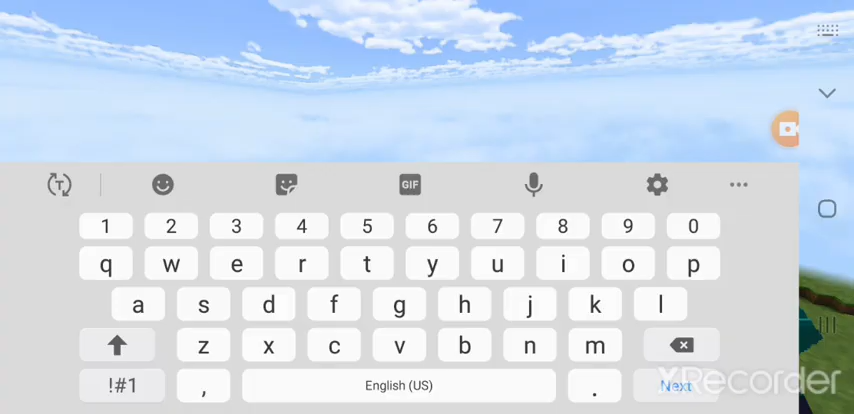 GIF
1 2 3 4 5 6 7 8 9 0
q w e r t y u i o p
a s d f g h j k l
z x c v b n m
!#1 , English (US) . Next
XRecorder